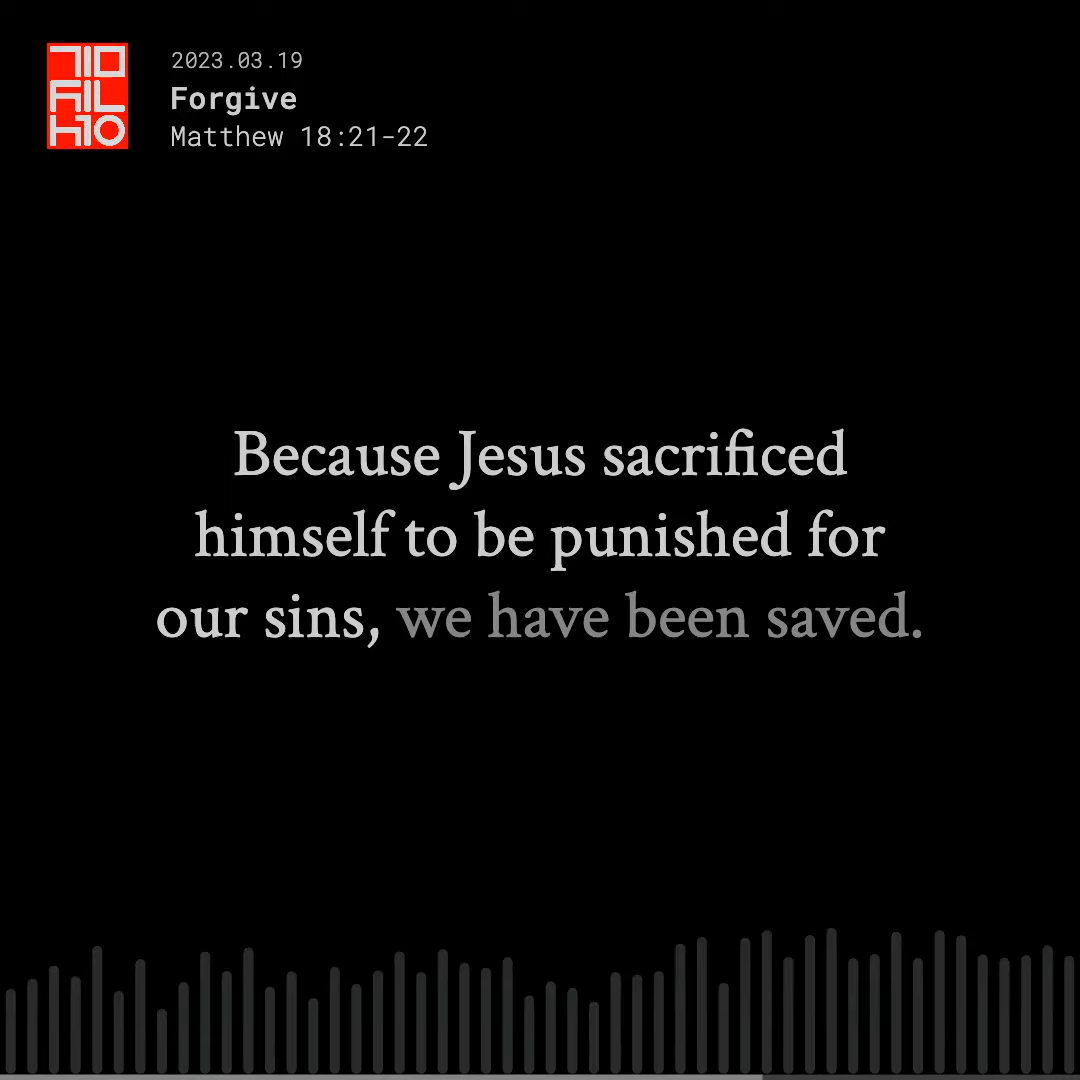 2023.03.19
Forgive
Matthew 18:21-22
Because Jesus sacrificed
himself to be punished for
our sins, we have been saved.